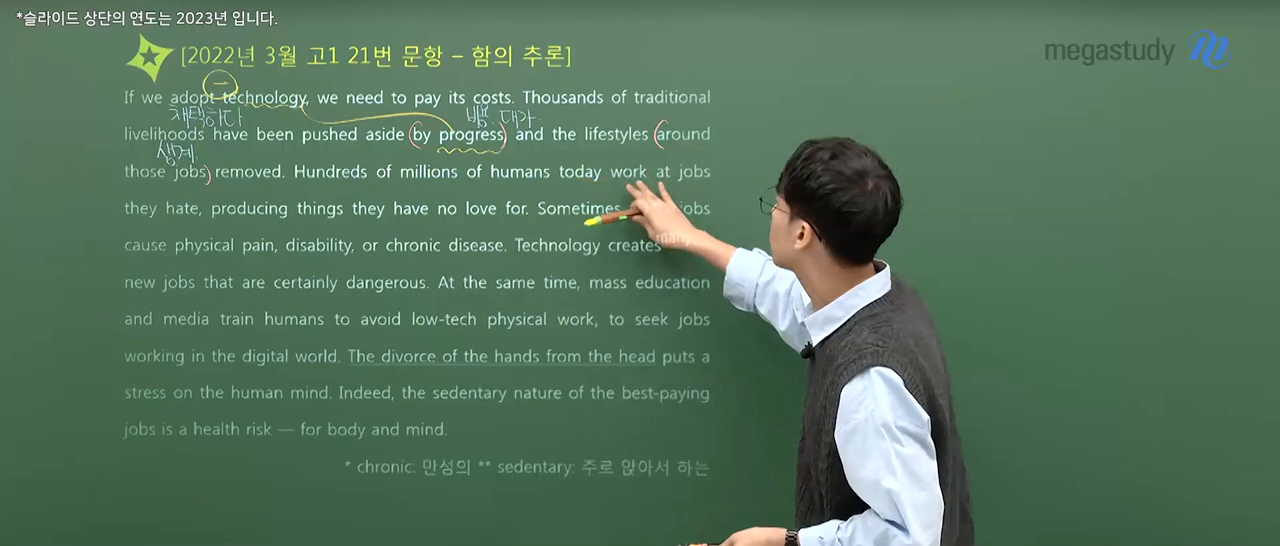 *슬라이드 상단의 연도는 2023년 입니다.
[2022년 3월 고1 21번 문항 – 함의 추론]
megastudy
If we adopt technology, we need to pay its costs. Thousands of traditional
채택하다 비용, 대가
livelihoods have been pushed aside (by progress) and the lifestyles (around
생계
those jobs) removed. Hundreds of millions of humans today work at jobs
they hate, producing things they have no love for. Sometimes jobs
cause physical pain, disability, or chronic disease. Technology creates many
new jobs that are certainly dangerous. At the same time, mass education
and media train humans to avoid low-tech physical work, to seek jobs
working in the digital world. The divorce of the hands from the head puts a
stress on the human mind. Indeed, the sedentary nature of the best-paying
jobs is a health risk — for body and mind.
* chronic: 만성의 ** sedentary: 주로 앉아서 하는